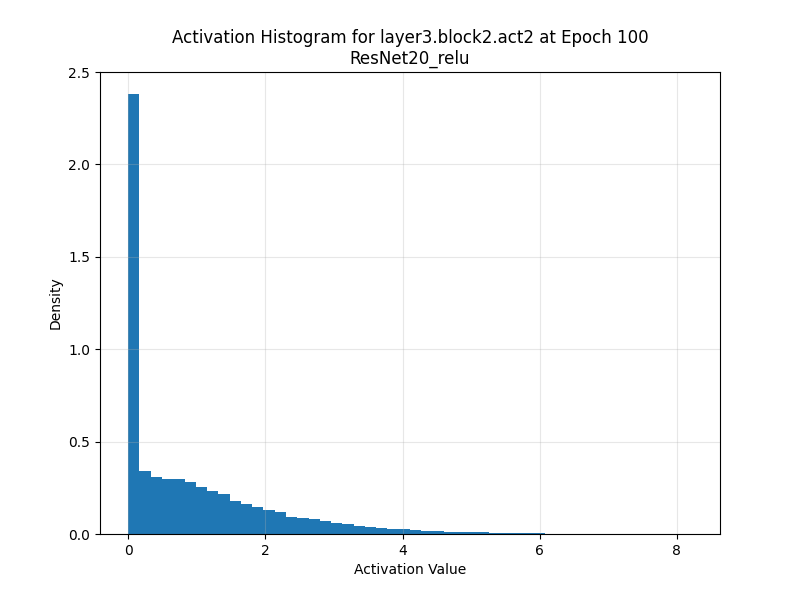 Activation Histogram for layer3.block2.act2 at Epoch 100
ResNet20_relu
2.5
2.0
1.5
1.0
0.5
0.0
Density
0 2 4 6 8
Activation Value